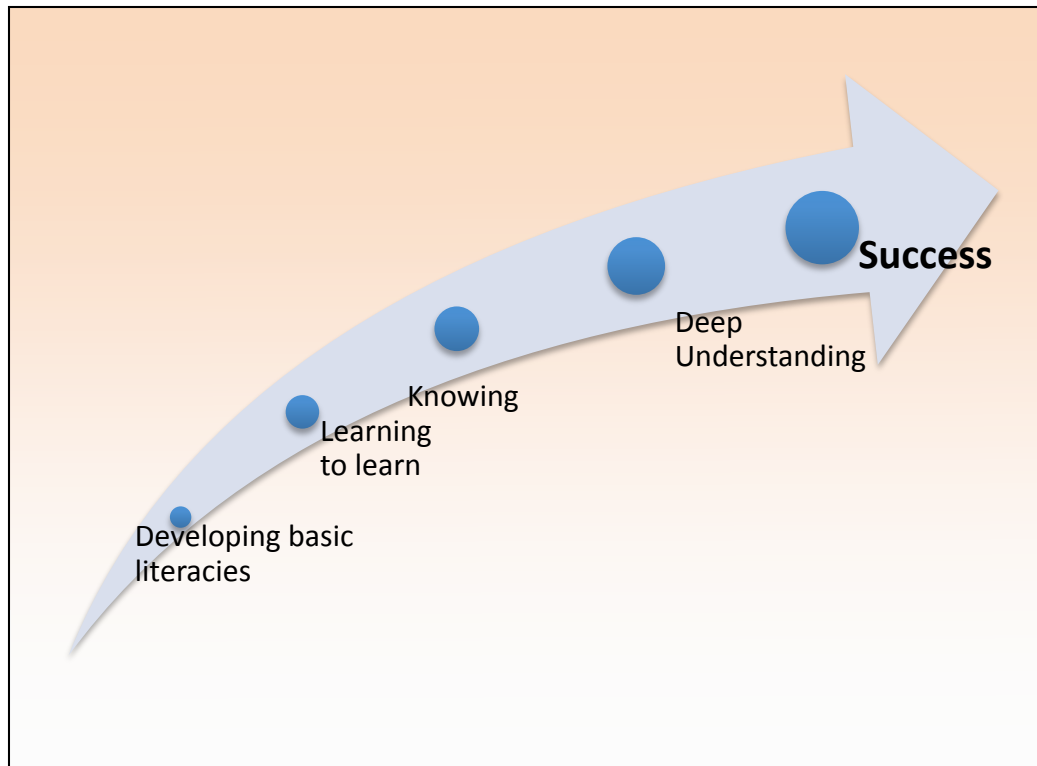 Success
Deep
Understanding
Knowing
Learning
to learn
Developing basic
literacies